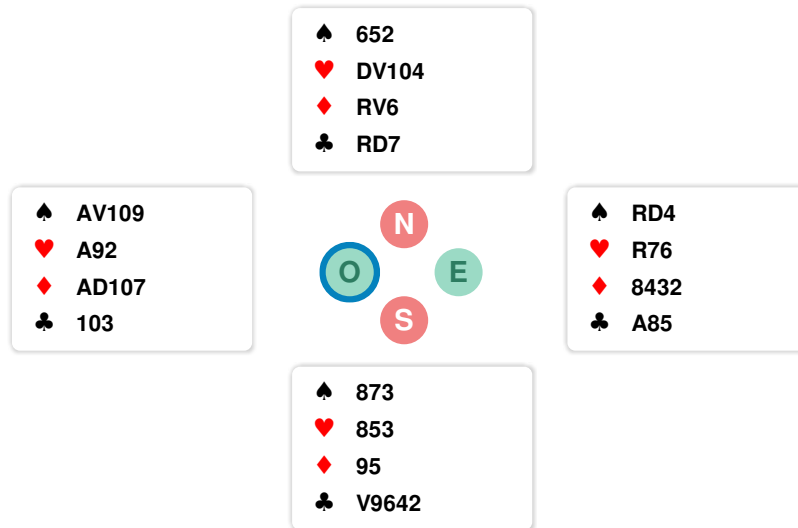 ♠ 652
♥ DV104
♦ RV6
♣ RD7
♠ AV109
♥ A92
♦ AD107
♣ 103
N
O E
S
♠ RD4
♥ R76
♦ 8432
♣ A85
♠ 873
♥ 853
♦ 95
♣ V9642